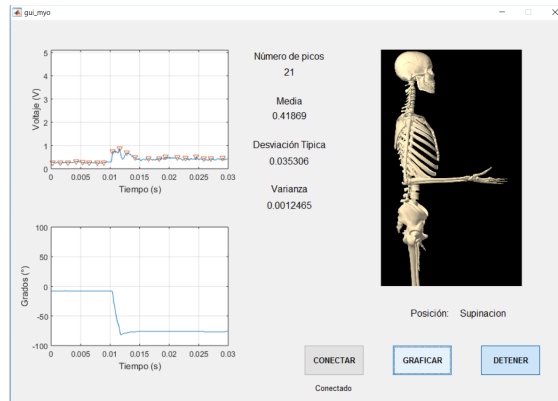 gui_myo
5
4
3
2
1
0
Voltaje (V)
0 0.005 0.01 0.015 0.02 0.025 0.03
Tiempo (s)
Número de picos
21
Media
0.41869
Desviación Típica
0.035306
Varianza
0.0012465
100
50
0
-50
-100
Grados (°)
0 0.005 0.01 0.015 0.02 0.025 0.03
Tiempo (s)
Posición: Supinacion
CONECTAR GRAFICAR DETENER
Conectado